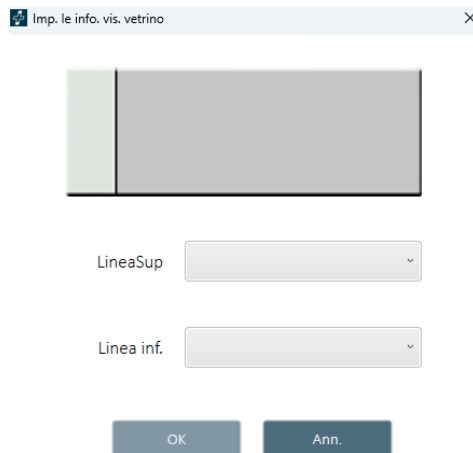 Imp. le info. vis. vetrino
LineaSup
Linea inf.
OK
Ann.